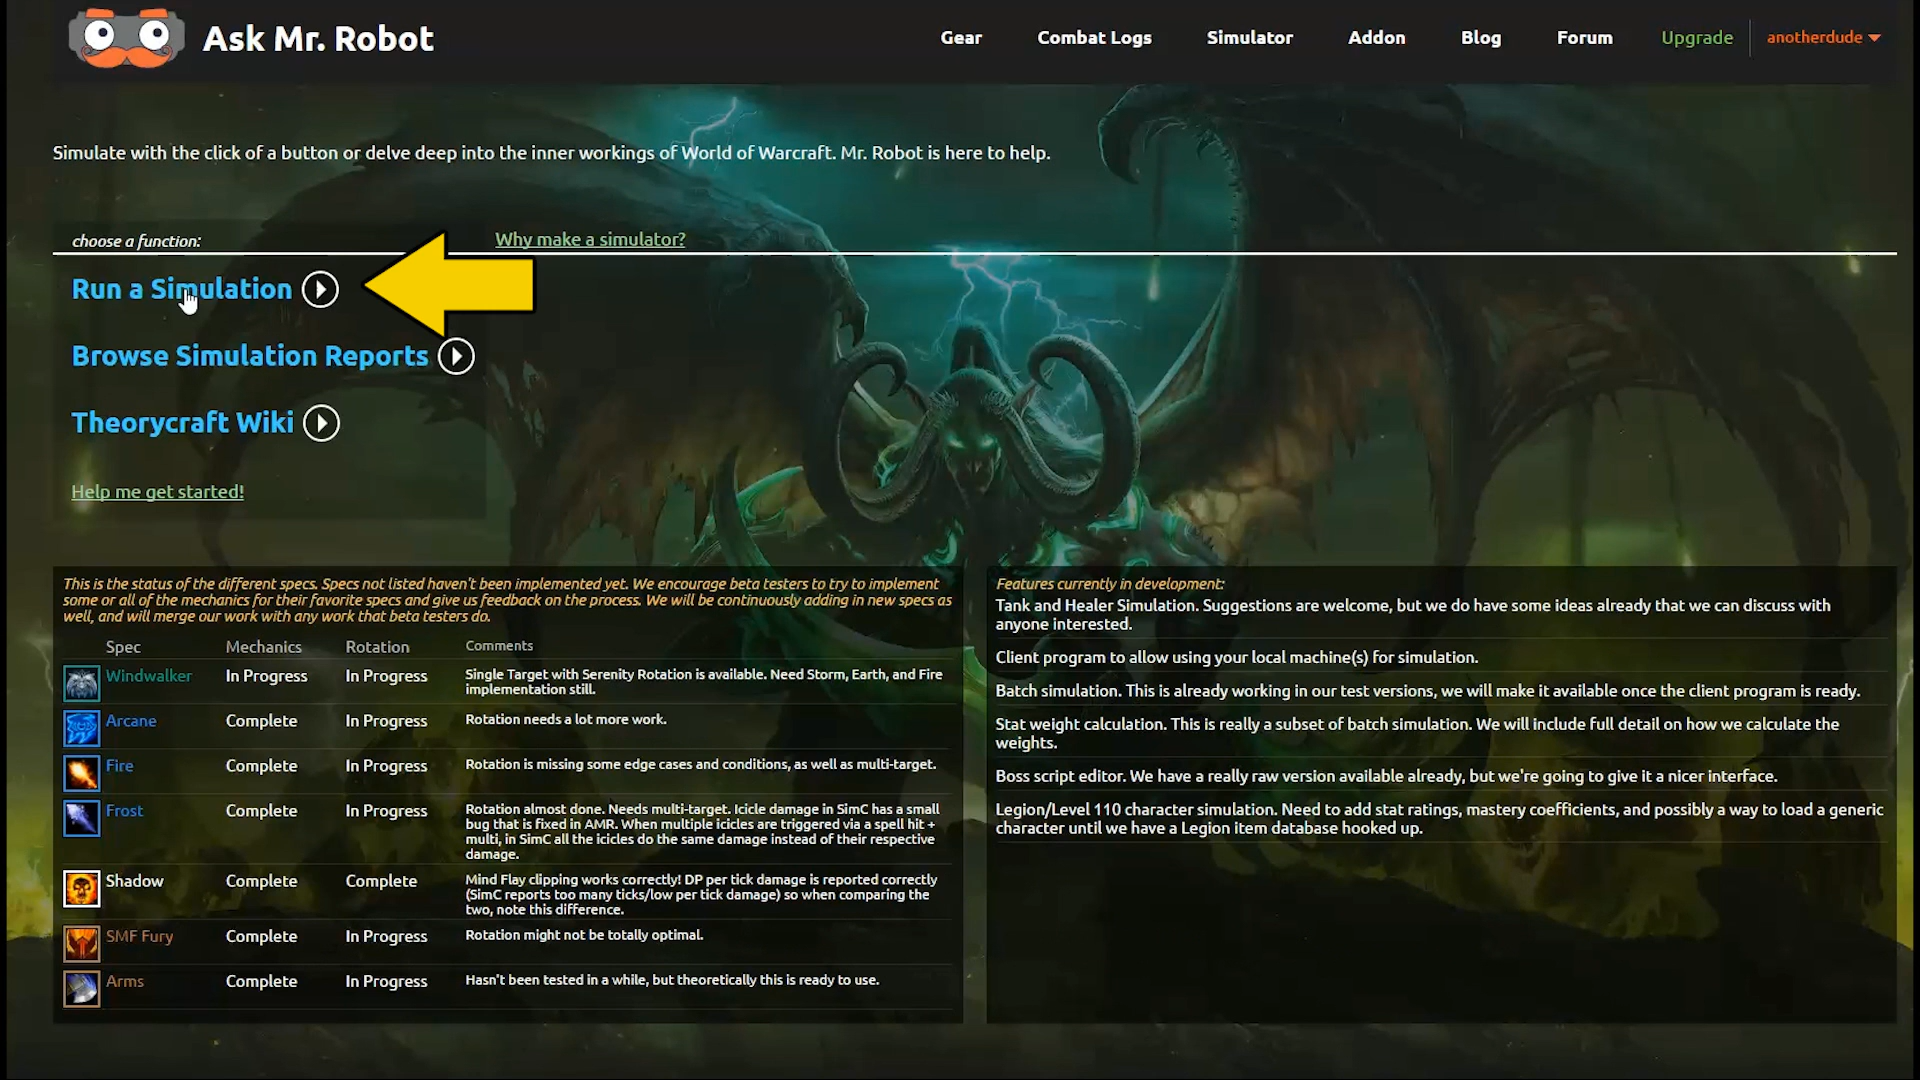 Ask Mr. Robot
Gear
Combat Logs
Simulator
Addon
Blog
Forum
Upgrade
anotherdude
Simulate with the click of a button or delve deep into the inner workings of World of Warcraft. Mr. Robot is here to help.
choose a function:
Why make a simulator?
Run a Simulation
Browse Simulation Reports
Theorycraft Wiki
Help me get started!
This is the status of the different specs. Specs not listed haven't been implemented yet. We encourage beta testers to try to implement
some or all of the mechanics for their favorite specs and give us feedback on the process. We will be continuously adding in new specs as
well, and will merge our work with any work that beta testers do.
Spec Mechanics Rotation Comments
Windwalker In Progress In Progress Single Target with Serenity Rotation is available. Need Storm, Earth, and Fire
implementation still.
Arcane Complete In Progress Rotation needs a lot more work.
Fire Complete In Progress Rotation is missing some edge cases and conditions, as well as multi-target.
Frost Complete In Progress Rotation almost done. Needs multi-target. Icicle damage in SimC has a small
bug that is fixed in AMR. When multiple icicles are triggered via a spell hit +
multi, in SimC all the icicles do the same damage instead of their respective
damage.
Shadow Complete Complete Mind Flay clipping works correctly! DP per tick damage is reported correctly
(SimC reports too many ticks/low per tick damage) so when comparing the
two, note this difference.
SMF Fury Complete In Progress Rotation might not be totally optimal.
Arms Complete In Progress Hasn't been tested in a while, but theoretically this is ready to use.
Features currently in development:
Tank and Healer Simulation. Suggestions are welcome, but we do have some ideas already that we can discuss with
anyone interested.
Client program to allow using your local machine(s) for simulation.
Batch simulation. This is already working in our test versions, we will make it available once the client program is ready.
Stat weight calculation. This is really a subset of batch simulation. We will include full detail on how we calculate the
weights.
Boss script editor. We have a really raw version available already, but we're going to give it a nicer interface.
Legion/Level 110 character simulation. Need to add stat ratings, mastery coefficients, and possibly a way to load a generic
character until we have a Legion item database hooked up.